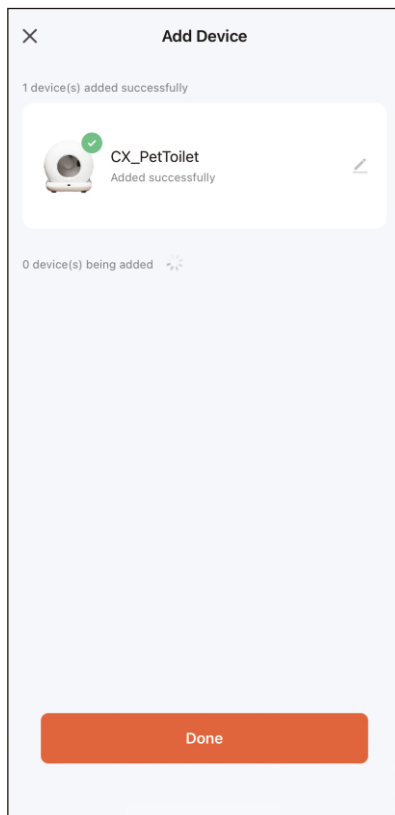 Add Device
1 device(s) added successfully
CX_PetToilet
Added successfully
0 device(s) being added
Done